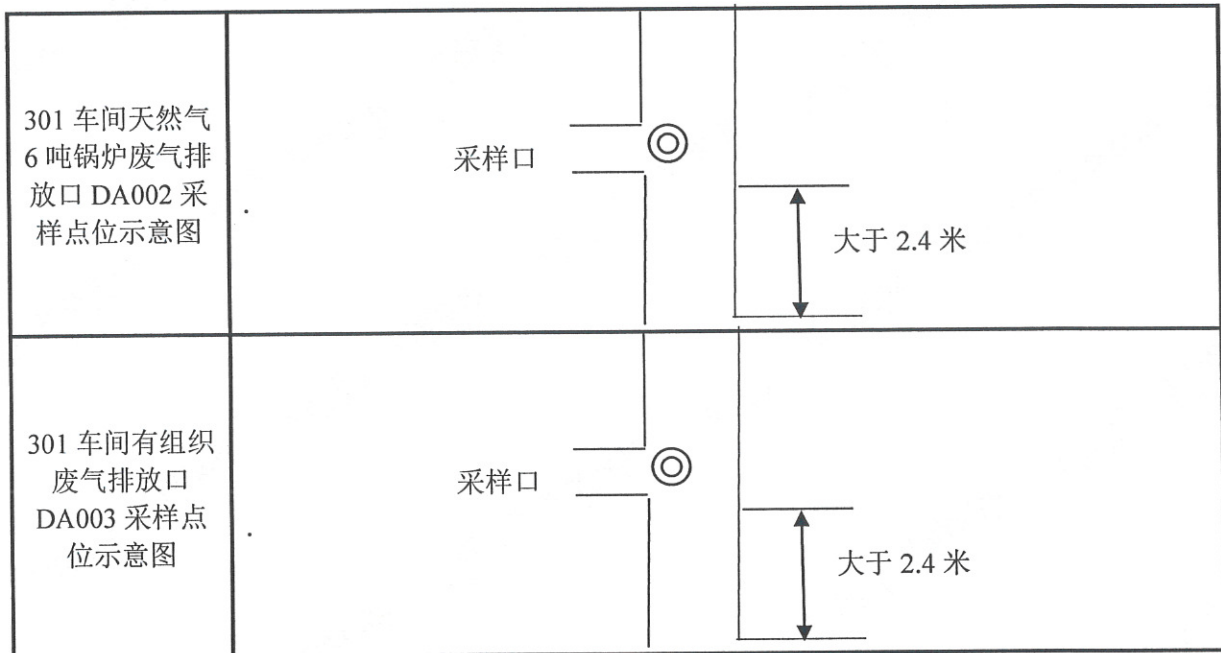 301 车间天然气
6 吨锅炉废气排
放口 DA002 采
样点位示意图
采样口
大于 2.4 米
301 车间有组织
废气排放口
DA003 采样点
位示意图
采样口
大于 2.4 米